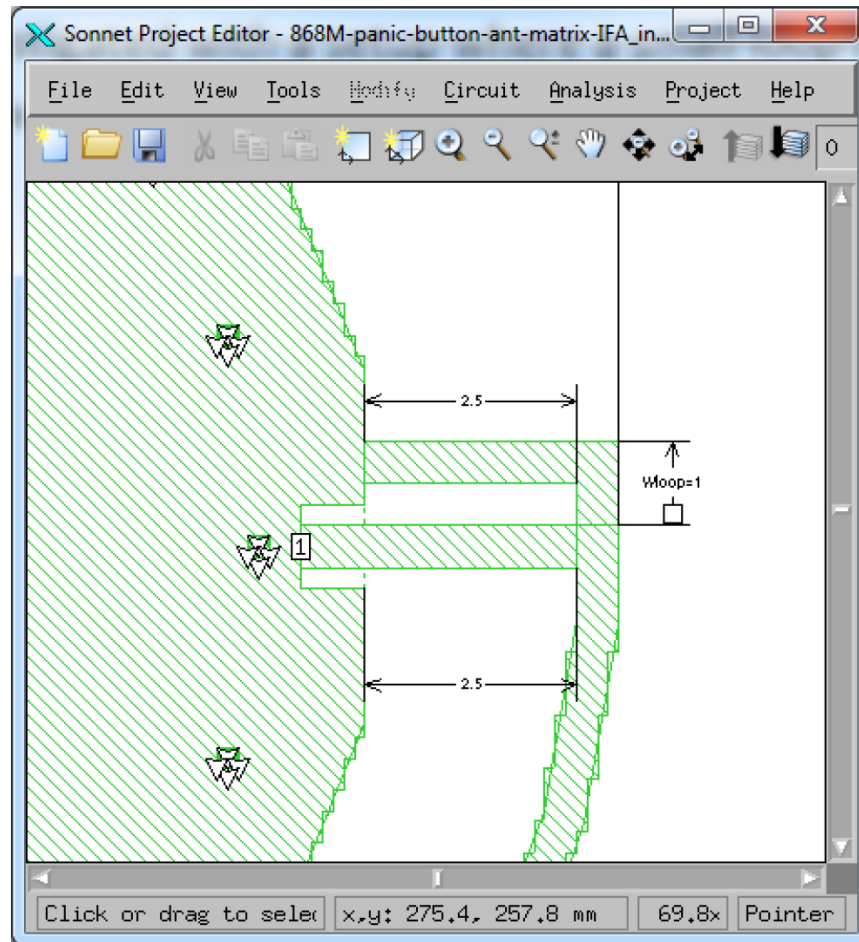 Sonnet Project Editor - 868M-panic-button-ant-matrix-IFA_in...
File Edit View Tools Modify Circuit Analysis Project Help
0
2.5
Wloop=1
1
2.5
Click or drag to selec
x,y: 275.4, 257.8 mm
69.8x
Pointer